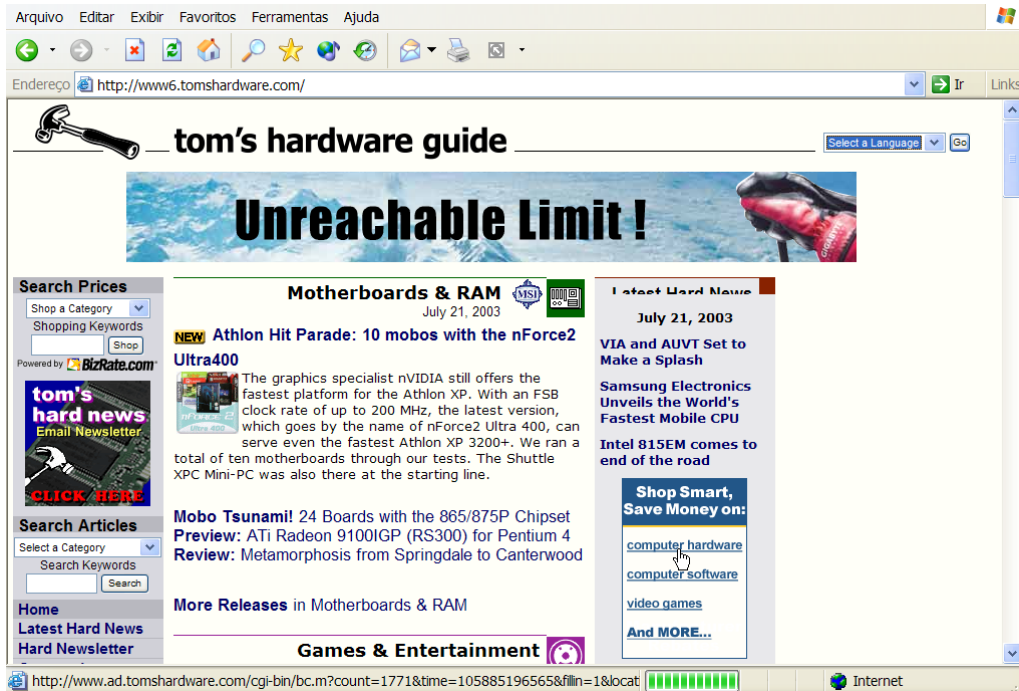 Arquivo Editar Exibir Favoritos Ferramentas Ajuda
Endereço http://www6.tomshardware.com/ Ir Links
tom's hardware guide
Select a Language Go
Unreachable Limit !
GIGABYTE
Search Prices
Shop a Category
Shopping Keywords
Shop
Powered by BizRate.com
tom's
hard news
Email Newsletter
CLICK HERE
Search Articles
Select a Category
Search Keywords
Search
Home
Latest Hard News
Hard Newsletter
Motherboards & RAM
MSI
July 21, 2003
NEW Athlon Hit Parade: 10 mobos with the nForce2
Ultra400
nFORCE 2
Ultra 400
The graphics specialist nVIDIA still offers the
fastest platform for the Athlon XP. With an FSB
clock rate of up to 200 MHz, the latest version,
which goes by the name of nForce2 Ultra 400, can
serve even the fastest Athlon XP 3200+. We ran a
total of ten motherboards through our tests. The Shuttle
XPC Mini-PC was also there at the starting line.
Mobo Tsunami! 24 Boards with the 865/875P Chipset
Preview: ATi Radeon 9100IGP (RS300) for Pentium 4
Review: Metamorphosis from Springdale to Canterwood
More Releases in Motherboards & RAM
Games & Entertainment
Latest Hard News
July 21, 2003
VIA and AUVT Set to
Make a Splash
Samsung Electronics
Unveils the World's
Fastest Mobile CPU
Intel 815EM comes to
end of the road
Shop Smart,
Save Money on:
computer hardware
computer software
video games
And MORE...
http://www.ad.tomshardware.com/cgi-bin/bc.m?count=1771&time=105885196565&fillin=1&locat Internet